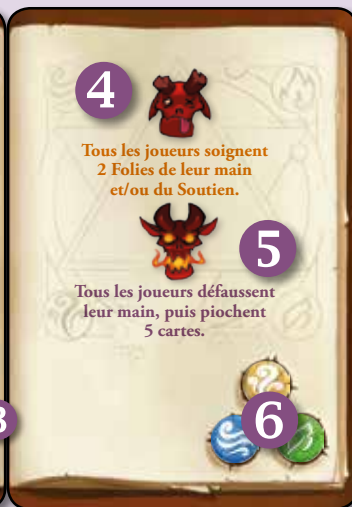 4
Tous les joueurs soignent
2 Folies de leur main
et/ou du Soutien.
5
Tous les joueurs défaussent
leur main, puis piochent
5 cartes.
6